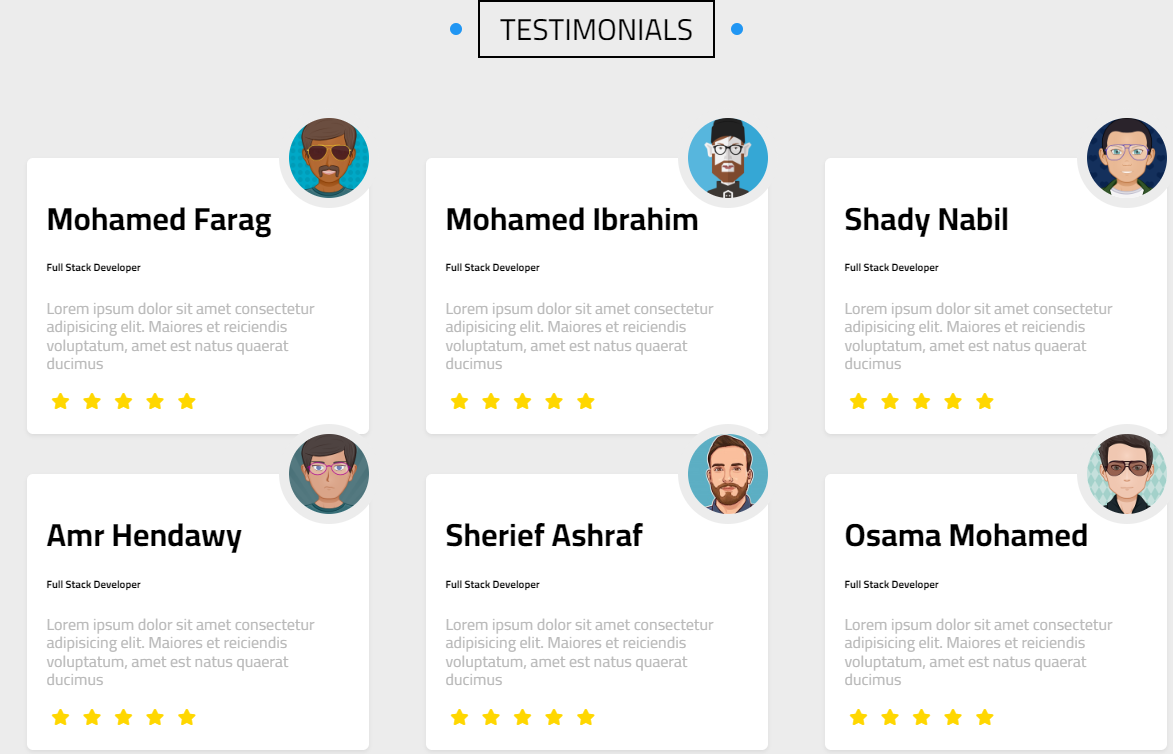 TESTIMONIALS
Mohamed Farag
Full Stack Developer
Lorem ipsum dolor sit amet consectetur
adipisicing elit. Maiores et reiciendis
voluptatum, amet est natus quaerat
ducimus
Mohamed Ibrahim
Full Stack Developer
Lorem ipsum dolor sit amet consectetur
adipisicing elit. Maiores et reiciendis
voluptatum, amet est natus quaerat
ducimus
Shady Nabil
Full Stack Developer
Lorem ipsum dolor sit amet consectetur
adipisicing elit. Maiores et reiciendis
voluptatum, amet est natus quaerat
ducimus
Amr Hendawy
Full Stack Developer
Lorem ipsum dolor sit amet consectetur
adipisicing elit. Maiores et reiciendis
voluptatum, amet est natus quaerat
ducimus
Sherief Ashraf
Full Stack Developer
Lorem ipsum dolor sit amet consectetur
adipisicing elit. Maiores et reiciendis
voluptatum, amet est natus quaerat
ducimus
Osama Mohamed
Full Stack Developer
Lorem ipsum dolor sit amet consectetur
adipisicing elit. Maiores et reiciendis
voluptatum, amet est natus quaerat
ducimus